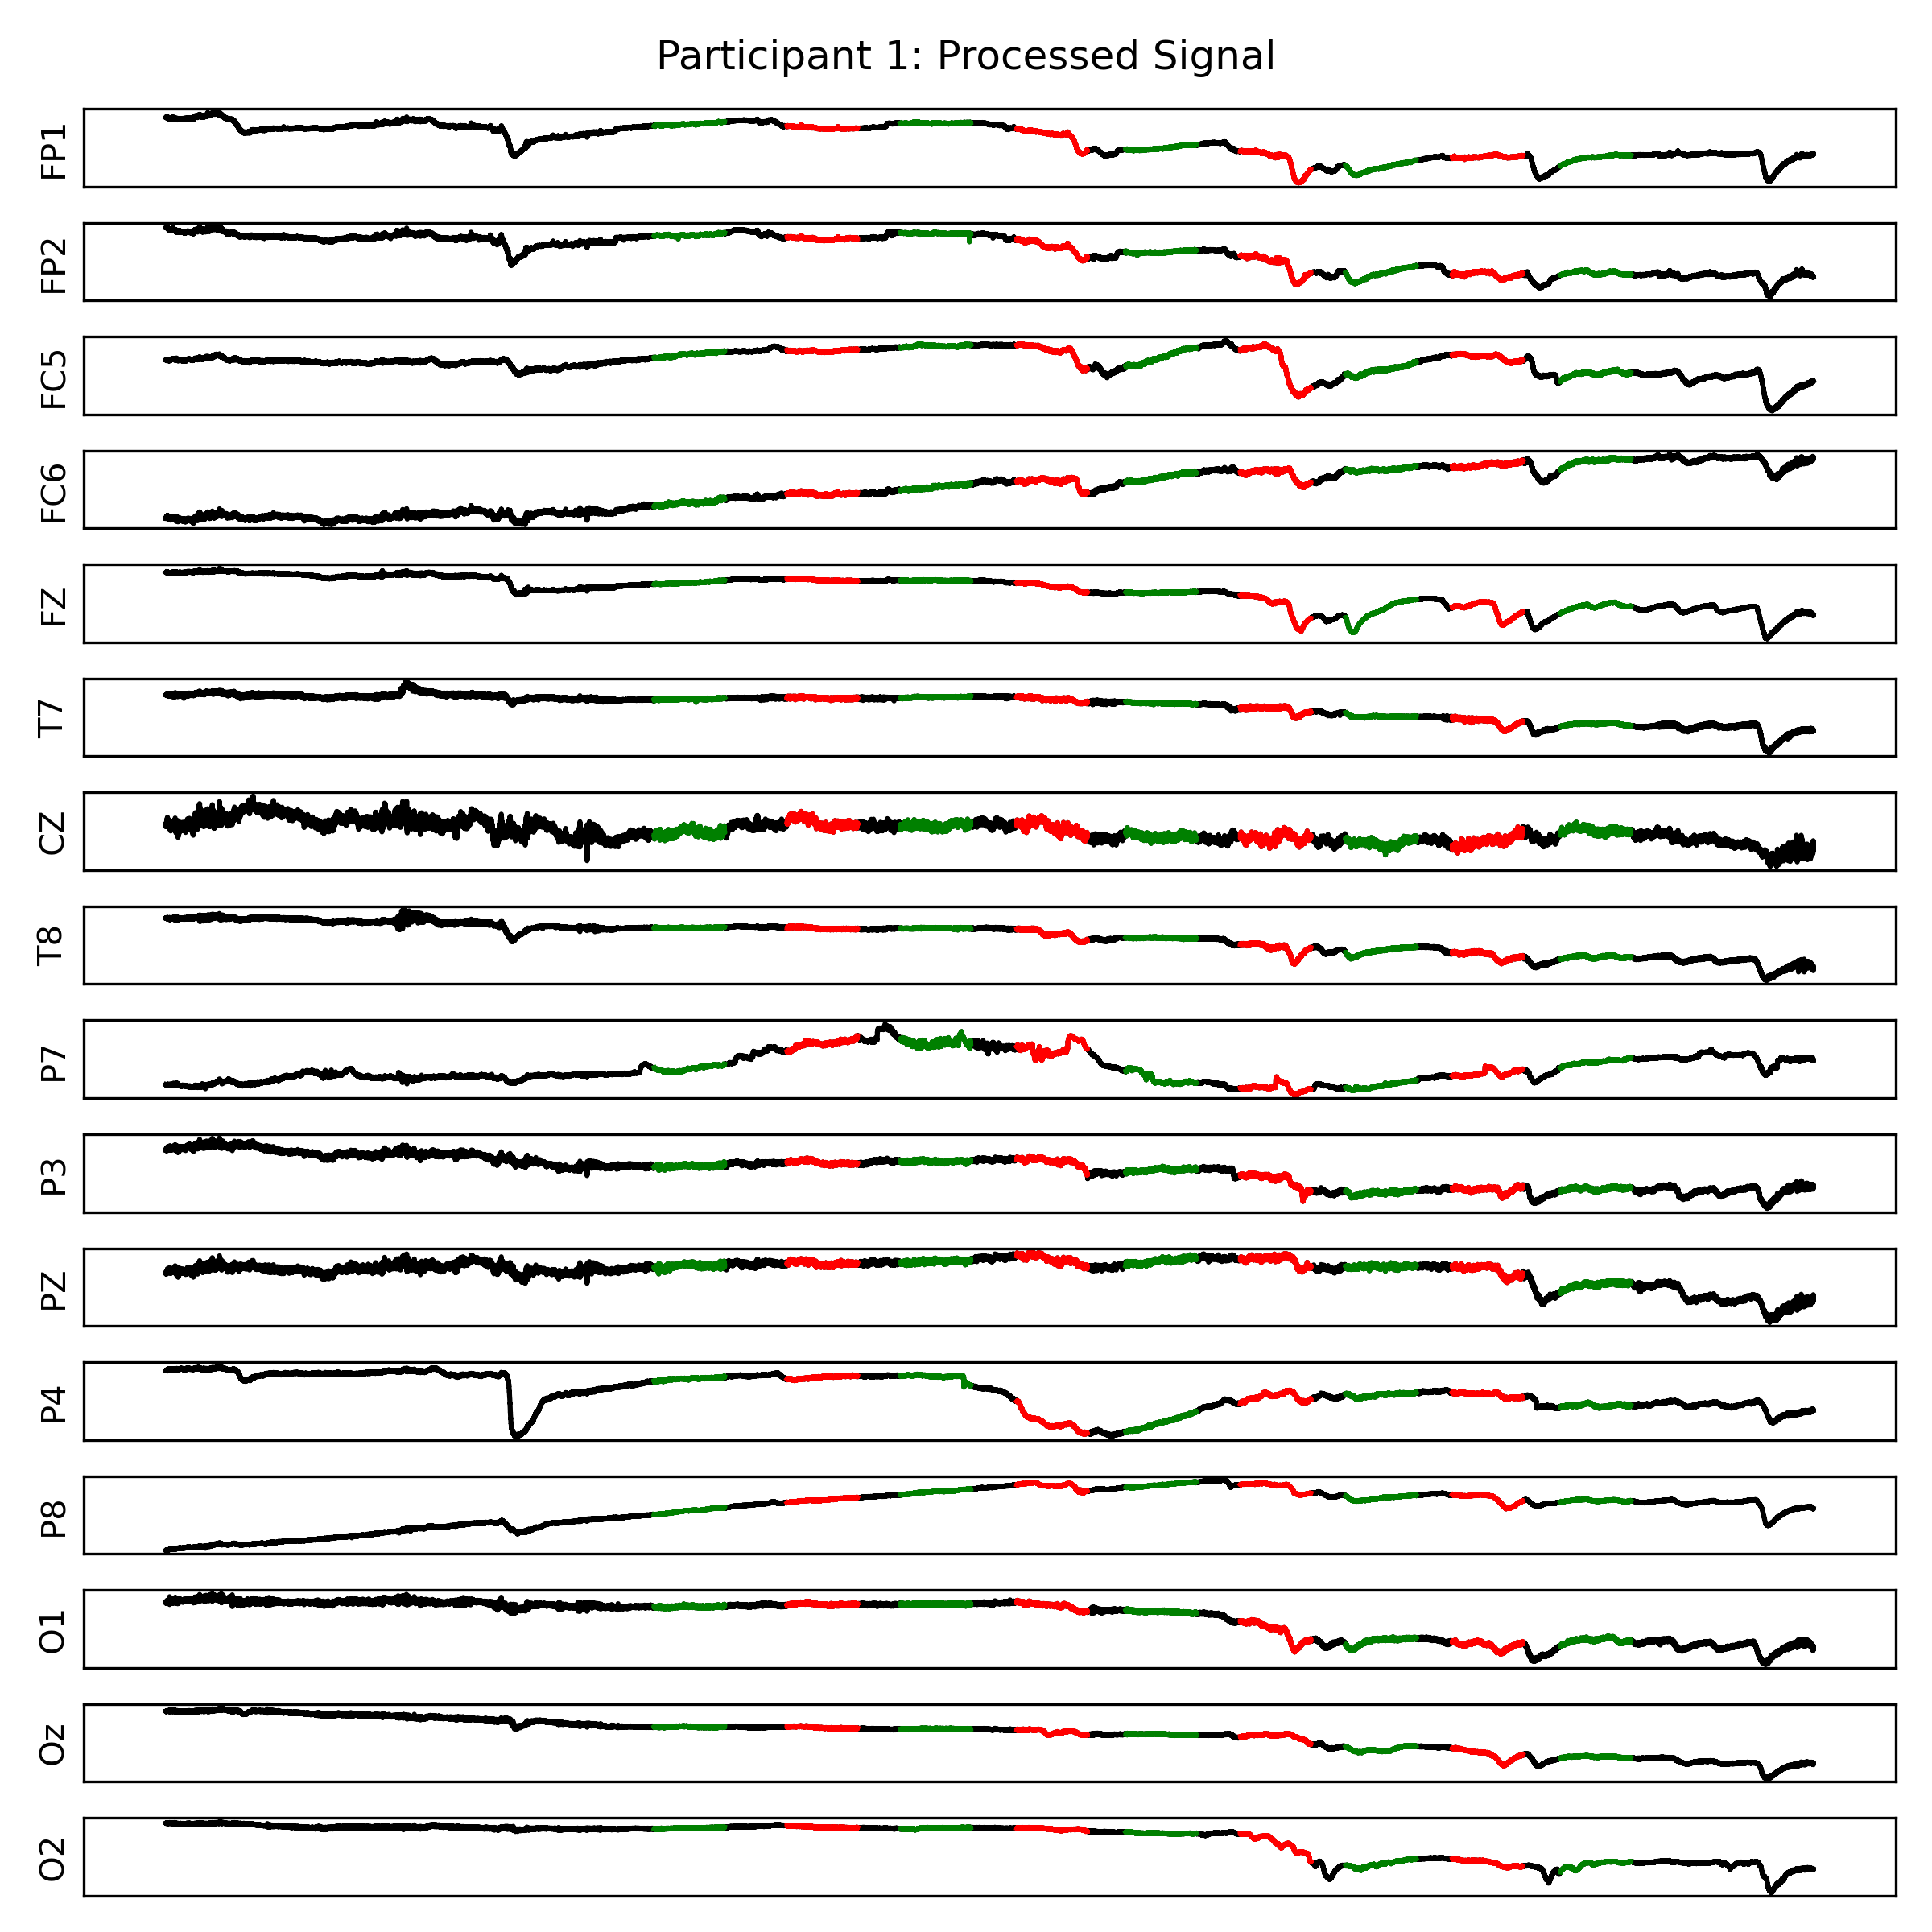 Participant 1: Processed Signal
FP1
FP2
FC5
FC6
FZ
T7
CZ
T8
P7
P3
PZ
P4
P8
O1
Oz
O2